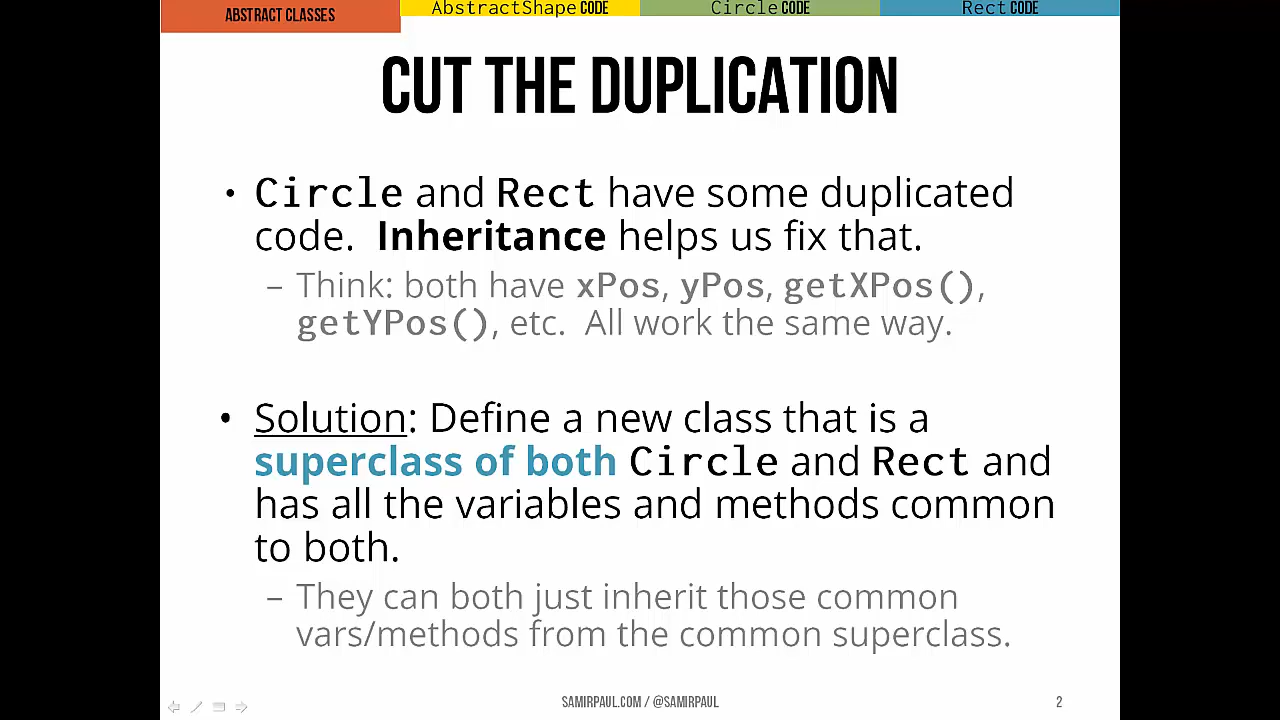 ABSTRACT CLASSES AbstractShape CODE Circle CODE Rect CODE
CUT THE DUPLICATION
• Circle and Rect have some duplicated
code. Inheritance helps us fix that.
– Think: both have xPos, yPos, getXPos(),
getYPos(), etc. All work the same way.
• Solution: Define a new class that is a
superclass of both Circle and Rect and
has all the variables and methods common
to both.
– They can both just inherit those common
vars/methods from the common superclass.
SAMIRPAUL.COM / @SAMIRPAUL 2